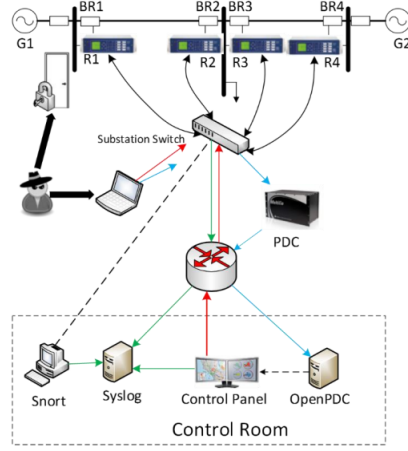 BR1 BR2 BR3 BR4
G1 G2
R1 R2 R3 R4
Substation Switch
PDC
Snort Syslog Control Panel OpenPDC
Control Room